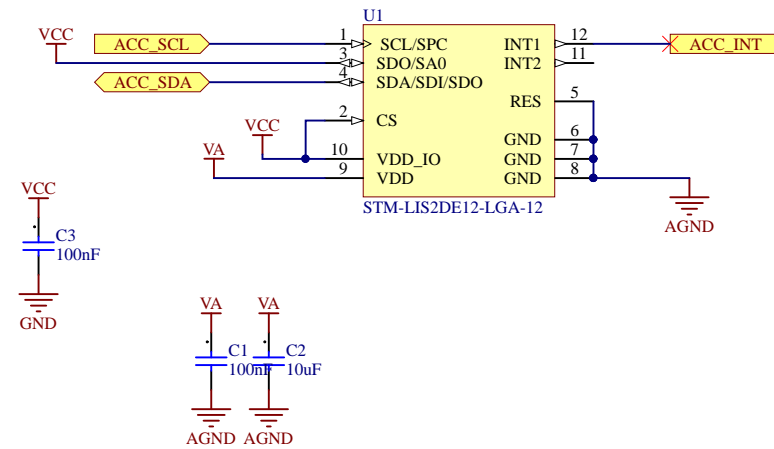 U1
VCC
ACC_SCL
1
SCL/SPC
INT1
12
ACC_INT
3
SDO/SA0
INT2
11
ACC_SDA
4
SDA/SDI/SDO
RES
5
VCC
2
CS
GND
6
VA
10
VDD_IO
GND
7
9
VDD
GND
8
STM-LIS2DE12-LGA-12
AGND
VCC
C3
100nF
GND
VA
VA
C1
100nF
C2
10uF
AGND
AGND